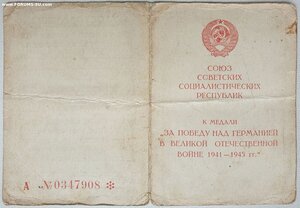 www.FORUMS-SU.com
А №0347908 ✻
СОЮЗ
СОВЕТСКИХ
СОЦИАЛИСТИЧЕСКИХ
РЕСПУБЛИК
К МЕДАЛИ
"ЗА ПОБЕДУ НАД ГЕРМАНИЕЙ
В ВЕЛИКОЙ ОТЕЧЕСТВЕННОЙ
ВОЙНЕ 1941—1945 гг."